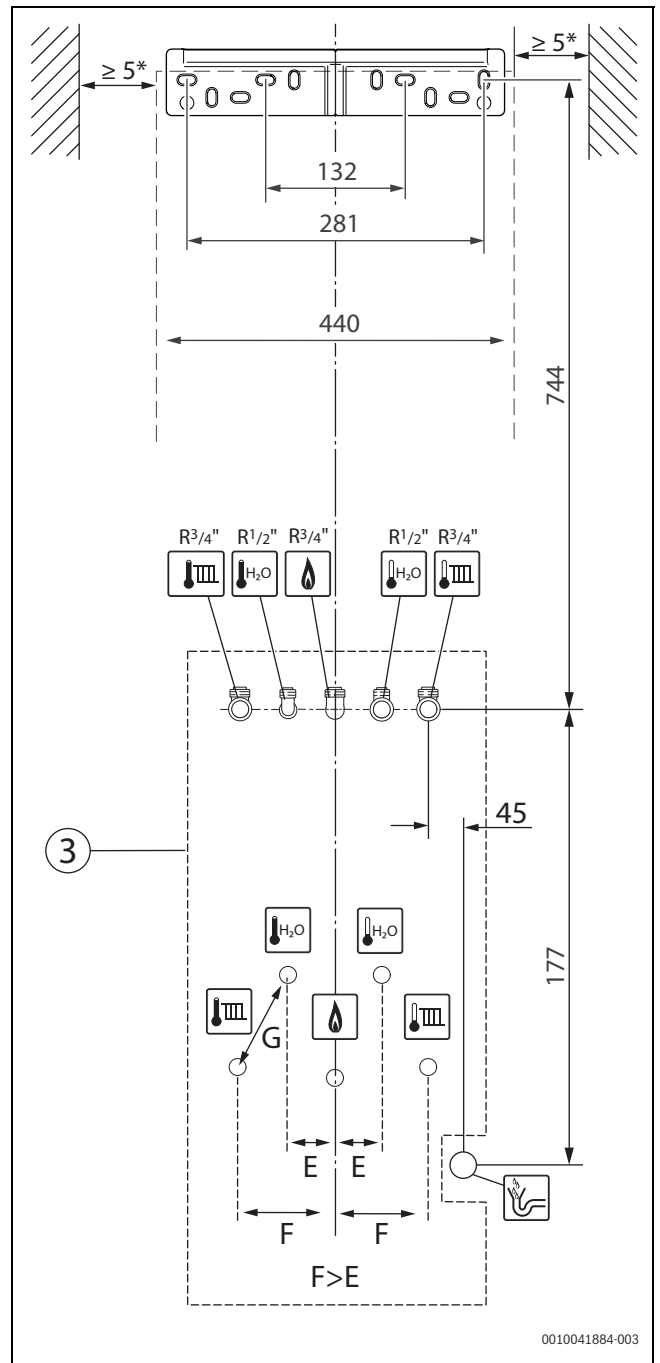 ≥ 5*
≥ 5*
132
281
440
744
R3/4" R1/2" R3/4" R1/2" R3/4"
H₂O
H₂O
3
45
H₂O
H₂O
177
G
E E
F F
F>E
0010041884-003